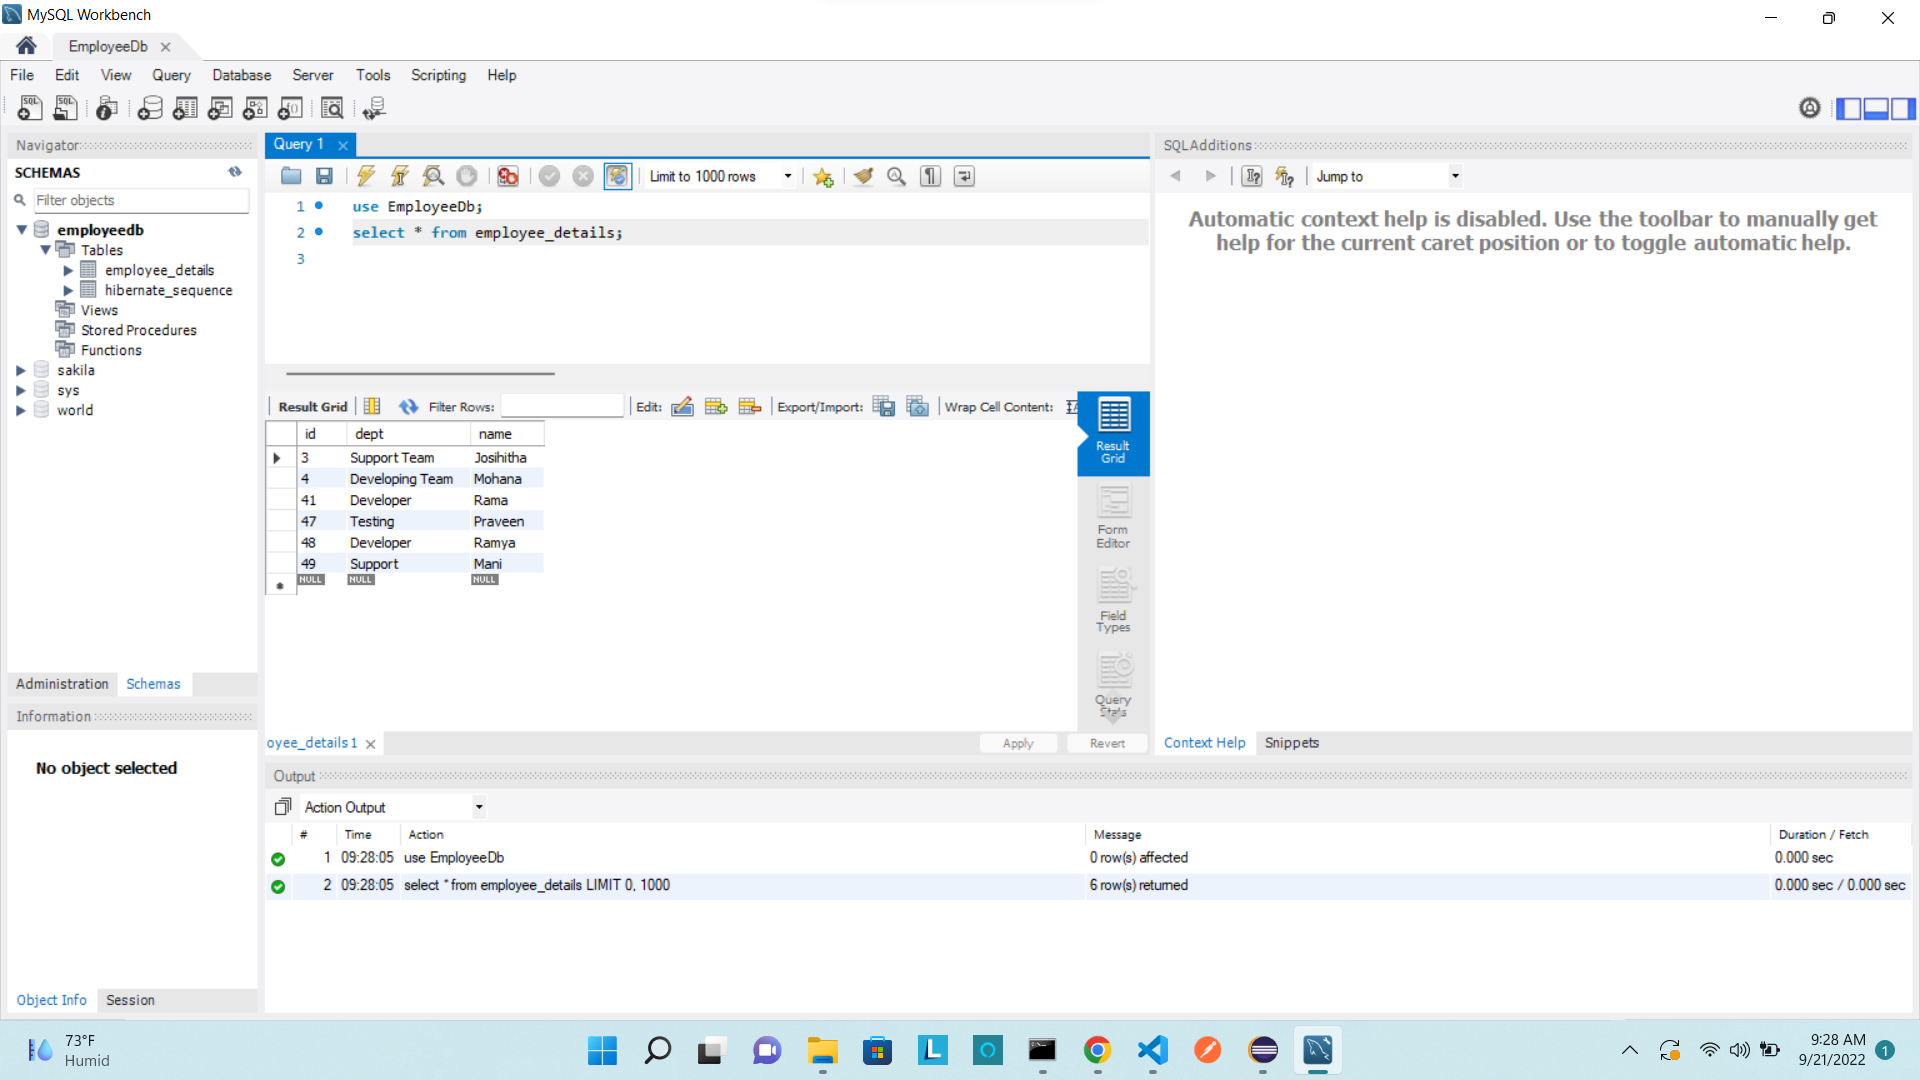 MySQL Workbench
EmployeeDb
File Edit View Query Database Server Tools Scripting Help
Navigator
SCHEMAS
Filter objects
employeedb
Tables
employee_details
hibernate_sequence
Views
Stored Procedures
Functions
sakila
sys
world
Administration Schemas
Information
No object selected
Object Info Session
Query 1
Limit to 1000 rows
1 use EmployeeDb;
2 select * from employee_details;
3
Result Grid Filter Rows: Edit: Export/Import: Wrap Cell Content:
id dept name
3 Support Team Josihitha
4 Developing Team Mohana
41 Developer Rama
47 Testing Praveen
48 Developer Ramya
49 Support Mani
NULL NULL NULL
Result
Grid
Form
Editor
Field
Types
Query
Stats
oyee_details 1
Apply Revert
SQLAdditions
Jump to
Automatic context help is disabled. Use the toolbar to manually get
help for the current caret position or to toggle automatic help.
Context Help Snippets
Output
Action Output
# Time Action Message Duration / Fetch
1 09:28:05 use EmployeeDb 0 row(s) affected 0.000 sec
2 09:28:05 select * from employee_details LIMIT 0, 1000 6 row(s) returned 0.000 sec / 0.000 sec
73°F
Humid
9:28 AM
9/21/2022
1